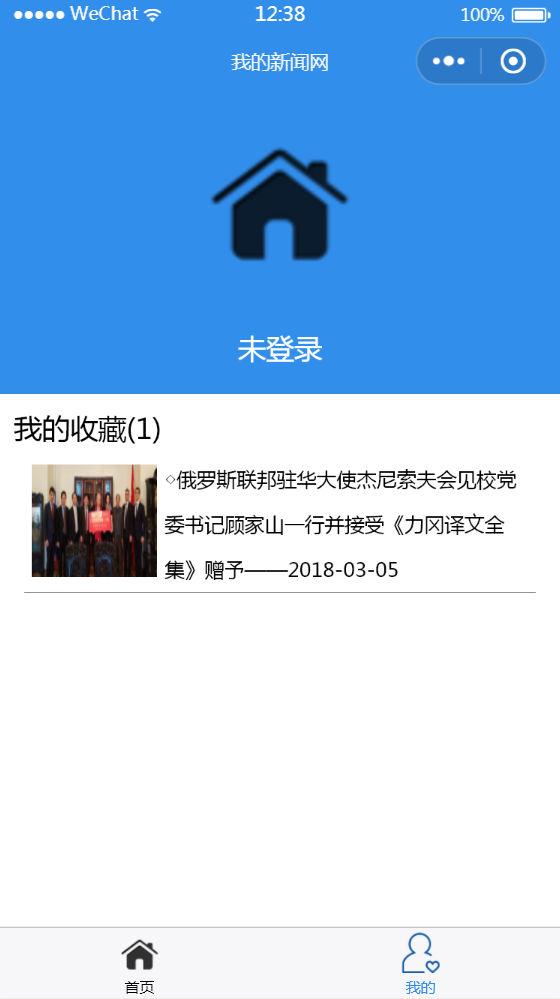 WeChat 12:38 100%
我的新闻网
未登录
我的收藏(1)
◇俄罗斯联邦驻华大使杰尼索夫会见校党
委书记顾家山一行并接受《力冈译文全
集》赠予——2018-03-05
首页 我的